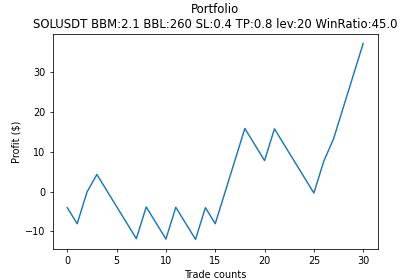 Portfolio
SOLUSDT BBM:2.1 BBL:260 SL:0.4 TP:0.8 lev:20 WinRatio:45.0
Profit ($)
30
20
10
0
−10
0 5 10 15 20 25 30
Trade counts